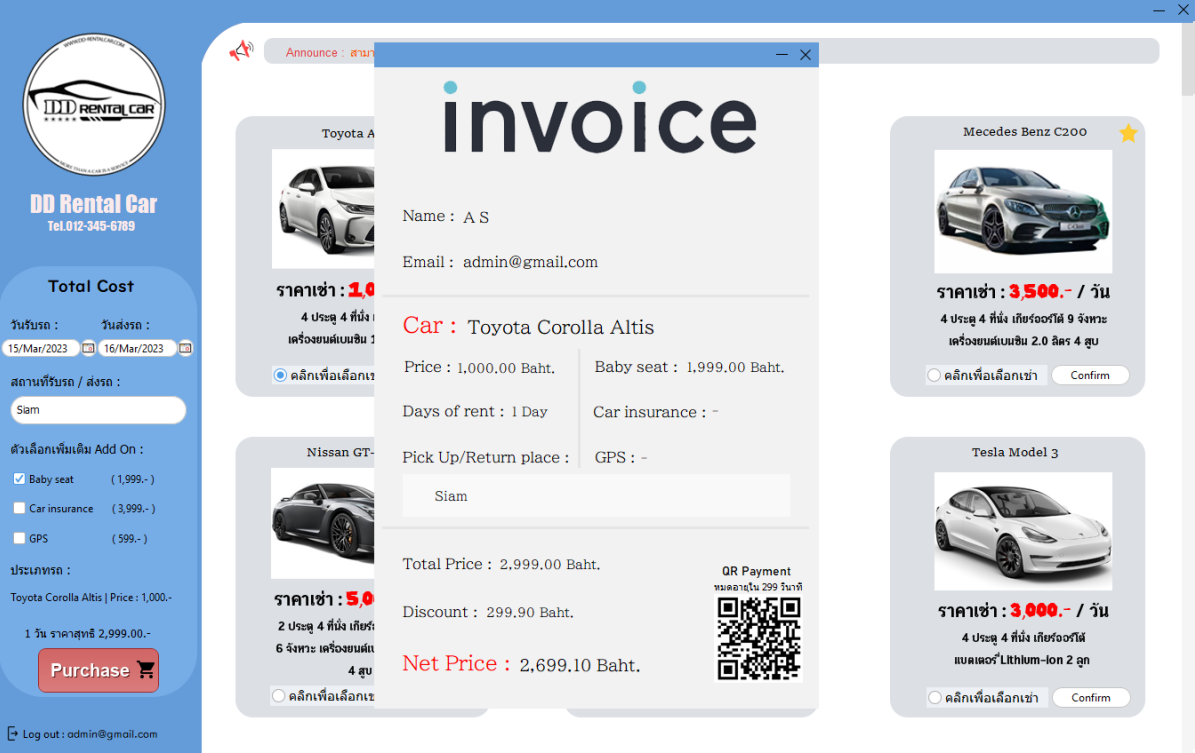 WWW.DD-RENTALCAR.COM
DD RENTAL CAR
MORE THAN A CAR IS A SERVICE
DD Rental Car
Tel.012-345-6789
Total Cost
วันรับรถ : วันส่งรถ :
15/Mar/2023 16/Mar/2023
สถานที่รับรถ / ส่งรถ :
Siam
ตัวเลือกเพิ่มเติม Add On :
Baby seat ( 1,999.- )
Car insurance ( 3,999.- )
GPS ( 599.- )
ประเภทรถ :
Toyota Corolla Altis | Price : 1,000.-
1 วัน ราคาสุทธิ 2,999.00.-
Purchase
Log out : admin@gmail.com
Announce : สามา
Toyota A
ราคาเช่า : 1,0
4 ประตู 4 ที่นั่ง
เครื่องยนต์เบนซิน 1
คลิกเพื่อเลือกเช
Nissan GT-
ราคาเช่า : 5,0
2 ประตู 4 ที่นั่ง เกียร์
6 จังหวะ เครื่องยนต์เบ
4 สูบ
คลิกเพื่อเลือกเช
invoice
Name : A S
Email : admin@gmail.com
Car : Toyota Corolla Altis
Price : 1,000.00 Baht. Baby seat : 1,999.00 Baht.
Days of rent : 1 Day Car insurance : -
Pick Up/Return place : GPS : -
Siam
Total Price : 2,999.00 Baht.
Discount : 299.90 Baht.
Net Price : 2,699.10 Baht.
QR Payment
หมดอายุใน 299 วินาที
Mecedes Benz C200
ราคาเช่า : 3,500.- / วัน
4 ประตู 4 ที่นั่ง เกียร์ออร์โต้ 9 จังหวะ
เครื่องยนต์เบนซิน 2.0 ลิตร 4 สูบ
คลิกเพื่อเลือกเช่า Confirm
Tesla Model 3
ราคาเช่า : 3,000.- / วัน
4 ประตู 4 ที่นั่ง เกียร์ออร์โต้
แบตเตอร์ี่ Lithium-ion 2 ลูก
คลิกเพื่อเลือกเช่า Confirm